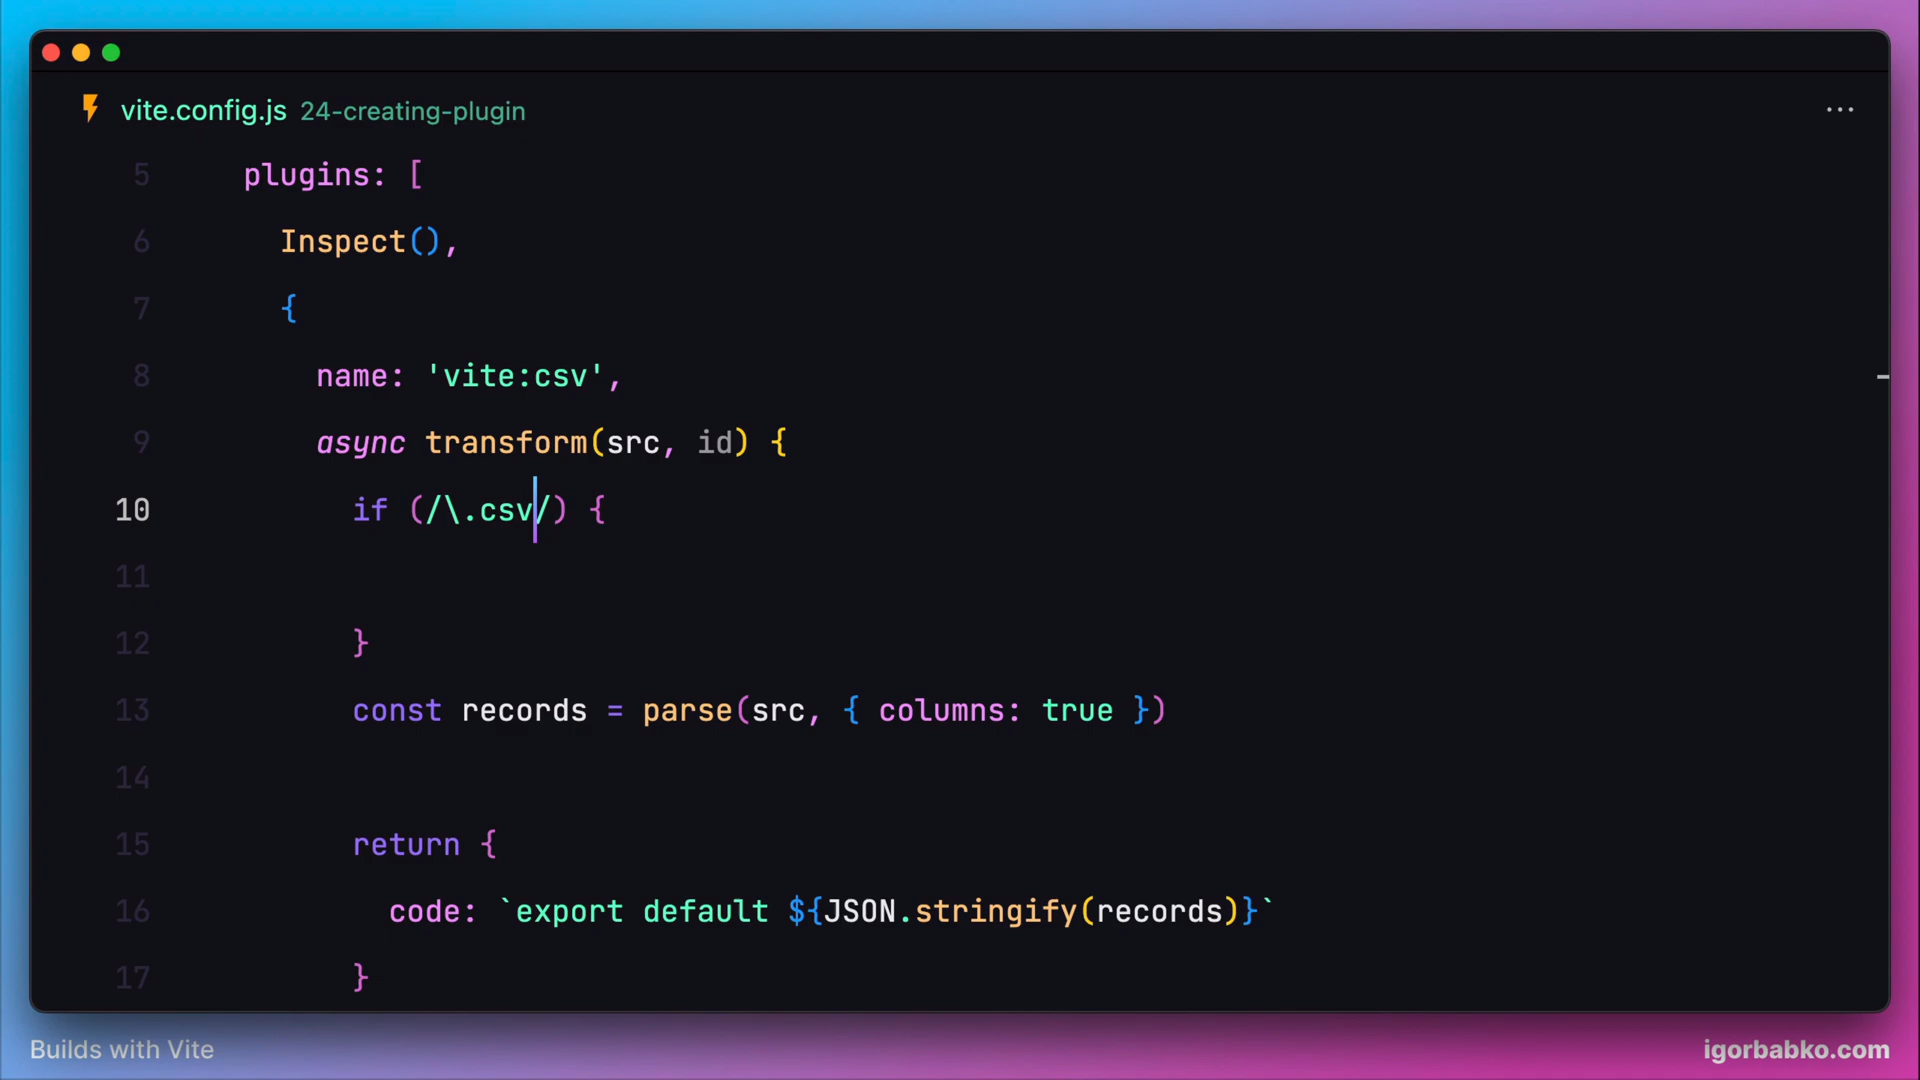 vite.config.js 24-creating-plugin ...
5 plugins: [
6 Inspect(),
7 {
8 name: 'vite:csv',
9 async transform(src, id) {
10 if (/\.csv/) {
11
12 }
13 const records = parse(src, { columns: true })
14
15 return {
16 code: `export default ${JSON.stringify(records)}`
17 }
Builds with Vite
igorbabko.com